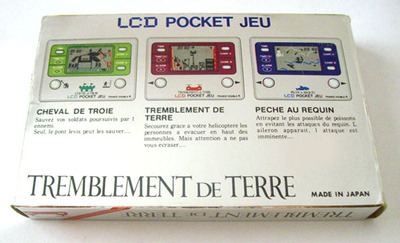 LCD POCKET JEU
LCD POCKET JEU
LCD POCKET JEU
LCD POCKET JEU
CHEVAL DE TROIE
Sauvez vos soldats poursuivis par l
ennemi
Seul, le pont levis peut les sauver...
TREMBLEMENT DE
TERRE
Secourez grace a votre helicoptere les
personnes a evacuer en haut des
immeubles. Mais attention a ne pas
vous ecraser...
PECHE AU REQUIN
Attrapez le plus possible de poissons
en evitant les attaques du requin. L
aileron apparait, l attaque est
imminente...
TREMBLEMENT DE TERRE
MADE IN JAPAN
TREMBLEMENT DE TERRE